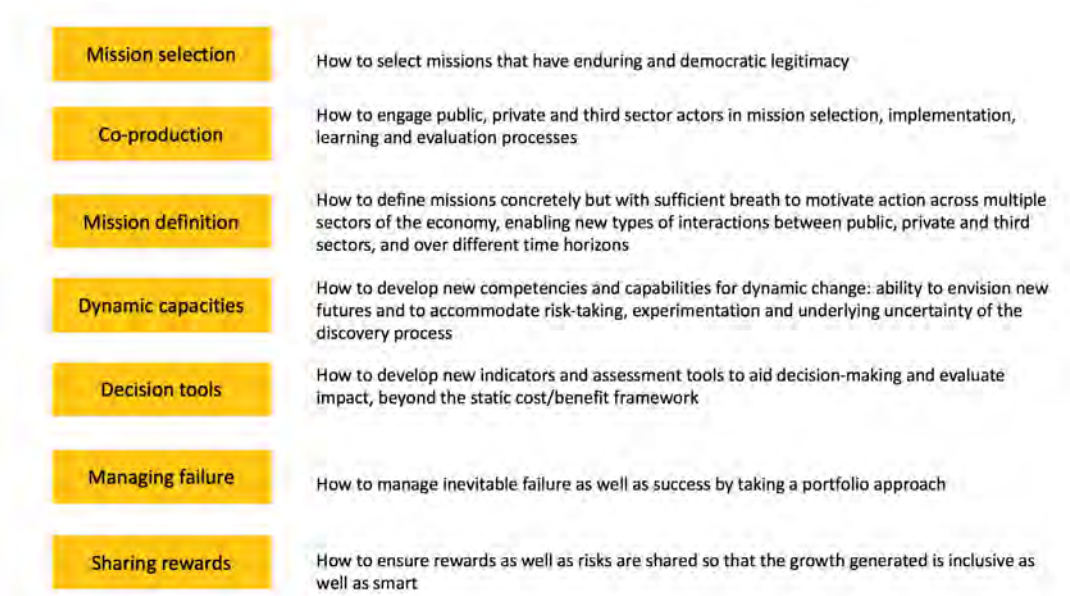 Mission selection
How to select missions that have enduring and democratic legitimacy
Co-production
How to engage public, private and third sector actors in mission selection, implementation,
learning and evaluation processes
Mission definition
How to define missions concretely but with sufficient breath to motivate action across multiple
sectors of the economy, enabling new types of interactions between public, private and third
sectors, and over different time horizons
Dynamic capacities
How to develop new competencies and capabilities for dynamic change: ability to envision new
futures and to accommodate risk-taking, experimentation and underlying uncertainty of the
discovery process
Decision tools
How to develop new indicators and assessment tools to aid decision-making and evaluate
impact, beyond the static cost/benefit framework
Managing failure
How to manage inevitable failure as well as success by taking a portfolio approach
Sharing rewards
How to ensure rewards as well as risks are shared so that the growth generated is inclusive as
well as smart